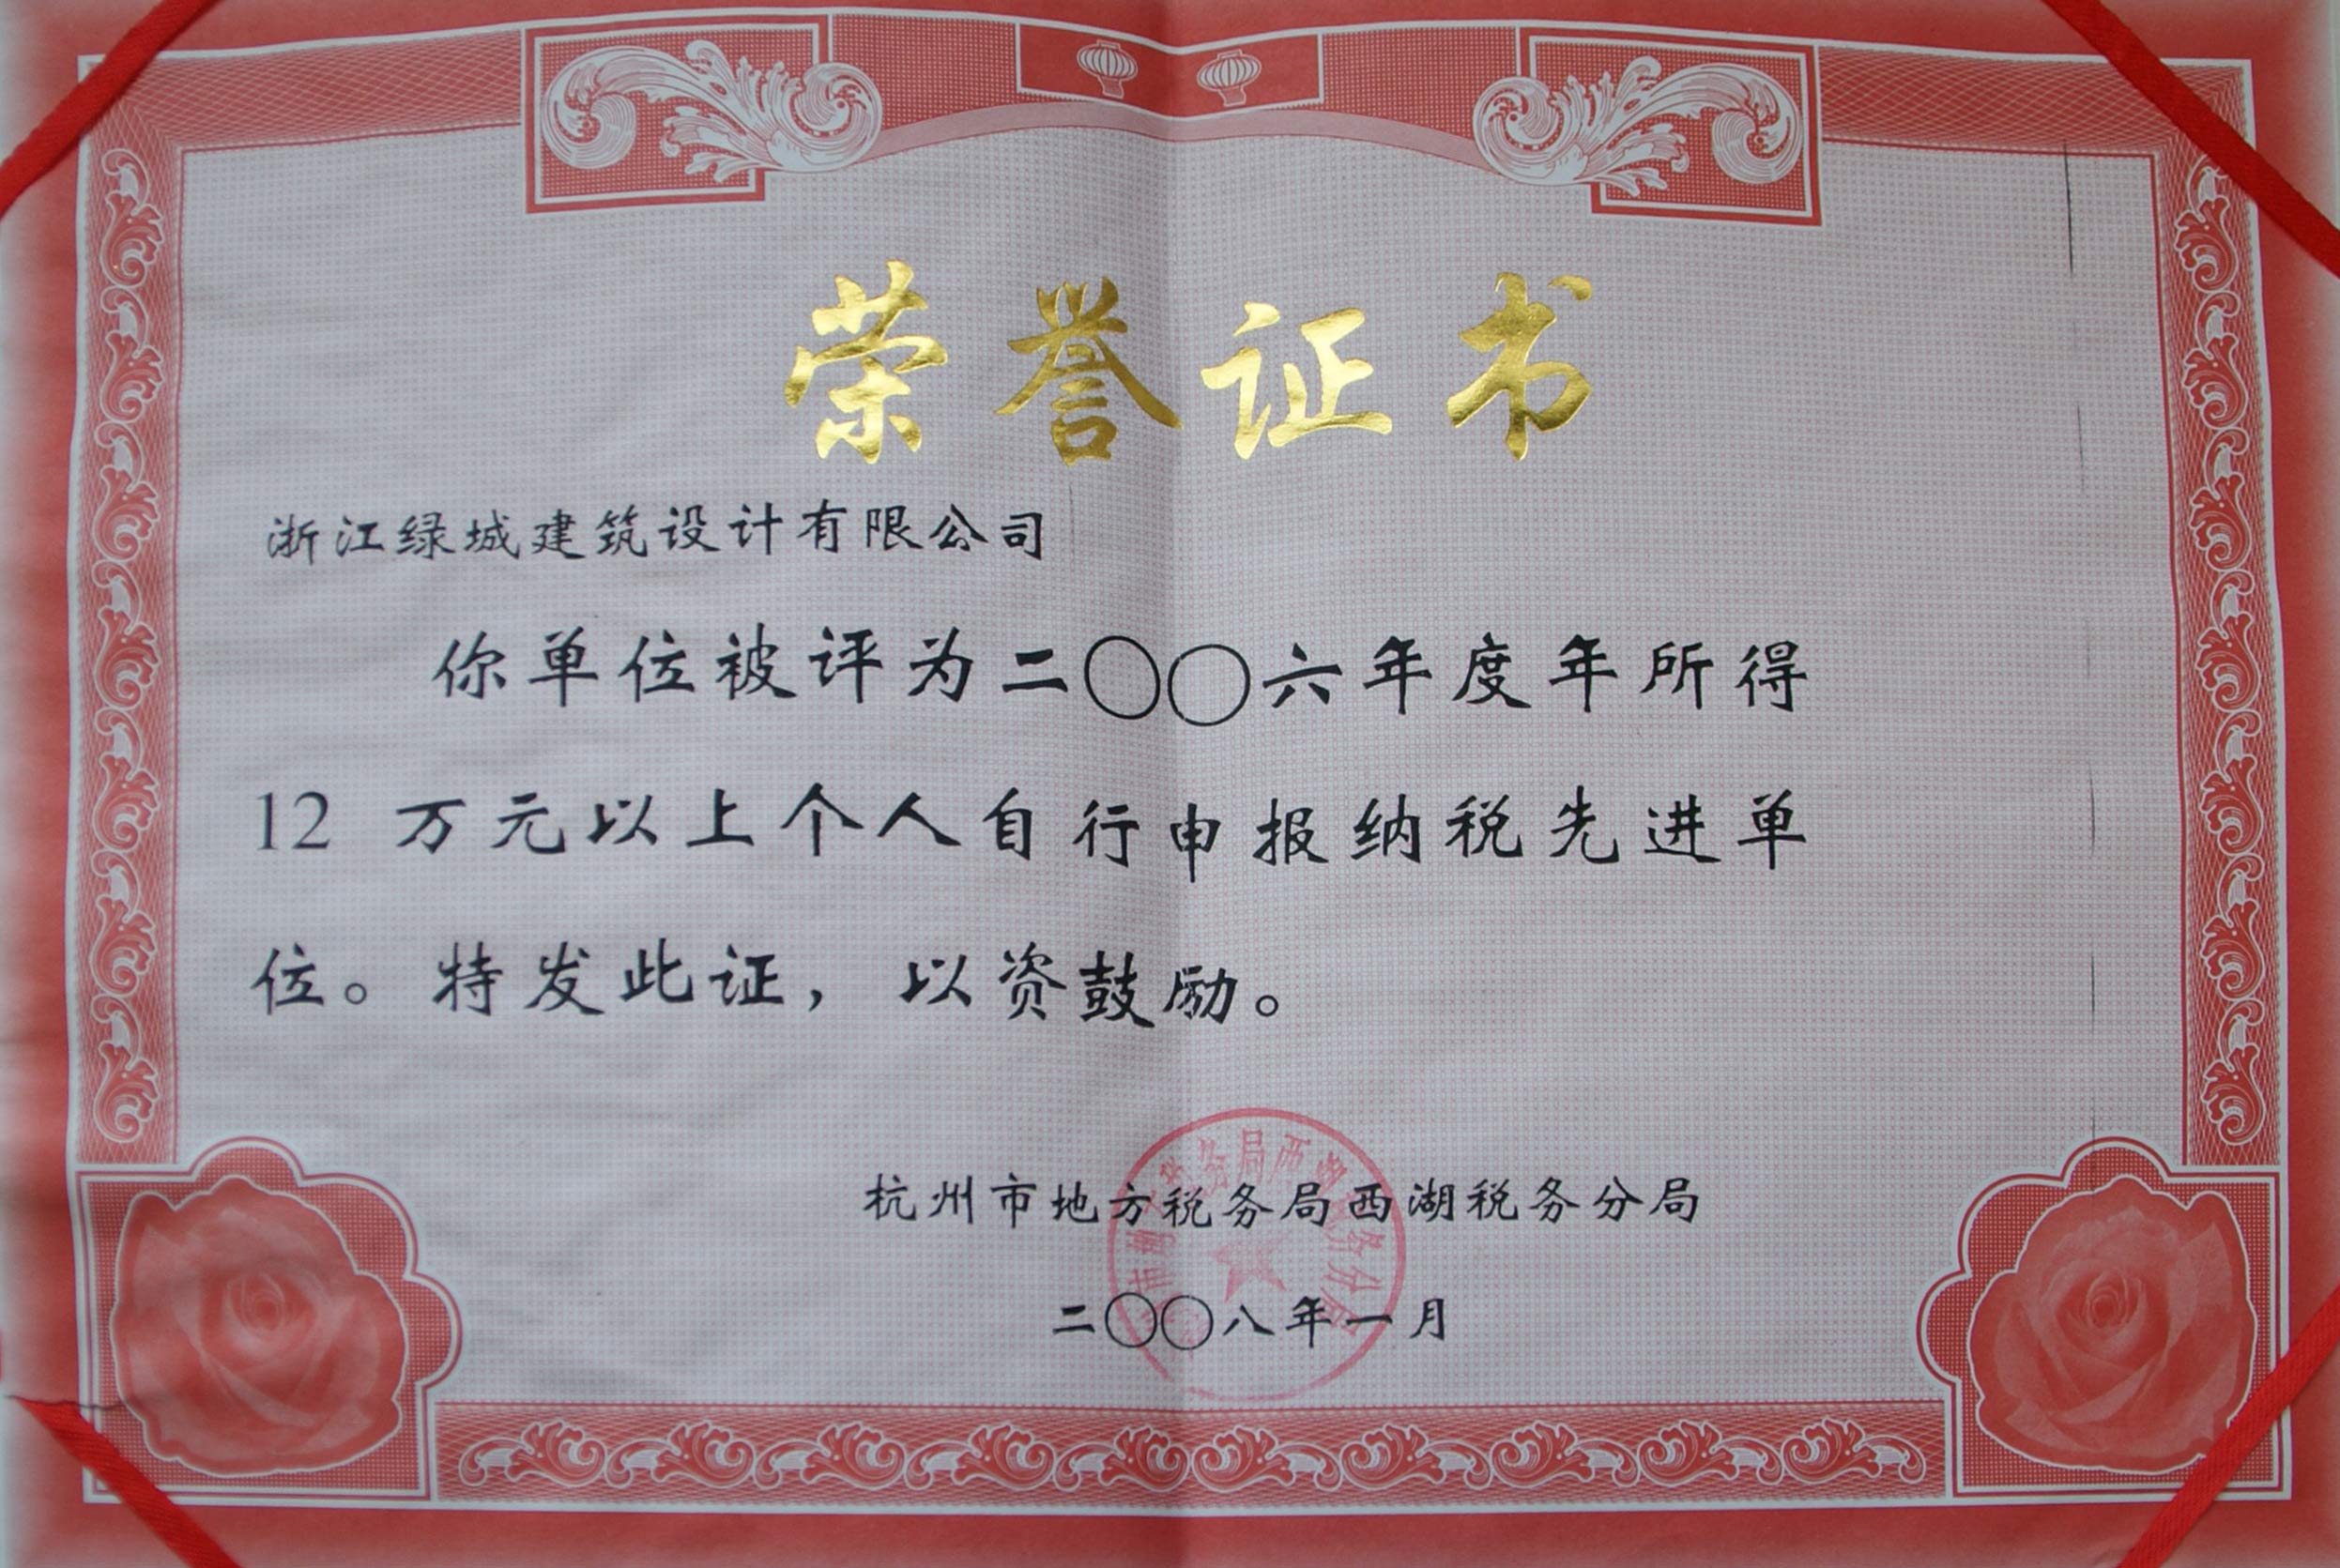 荣誉证书
浙江绿城建筑设计有限公司
你单位被评为二〇〇六年度年所得
12 万元以上个人自行申报纳税先进单
位。特发此证，以资鼓励。
杭州市地方税务局西湖税务分局
二〇〇八年一月